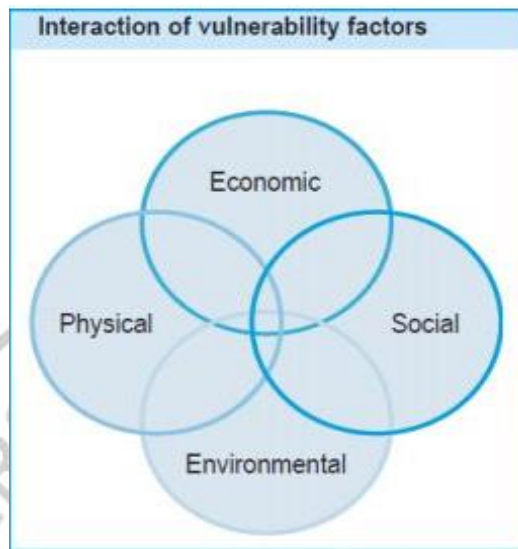 Interaction of vulnerability factors
Economic
Physical
Social
Environmental